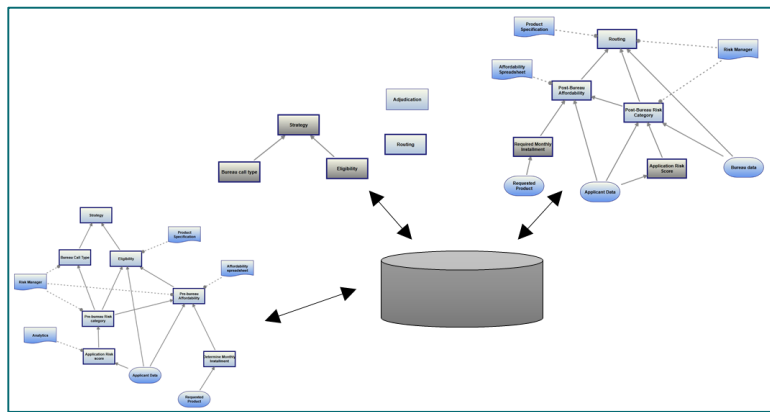 Product
Specification
Routing
Risk Manager
Affordability
Spreadsheet
Post-Bureau
Affordability
Post-Bureau Risk
Category
Required Monthly
Installment
Application Risk
Score
Bureau data
Requested
Product
Applicant Data
Adjudication
Routing
Strategy
Bureau call type
Eligibility
Strategy
Product
Specification
Bureau Call Type
Eligibility
Affordability
spreadsheet
Risk Manager
Pre-bureau
Affordability
Pre-bureau Risk
category
Analytics
Application Risk
score
Determine Monthly
Installment
Applicant Data
Requested
Product